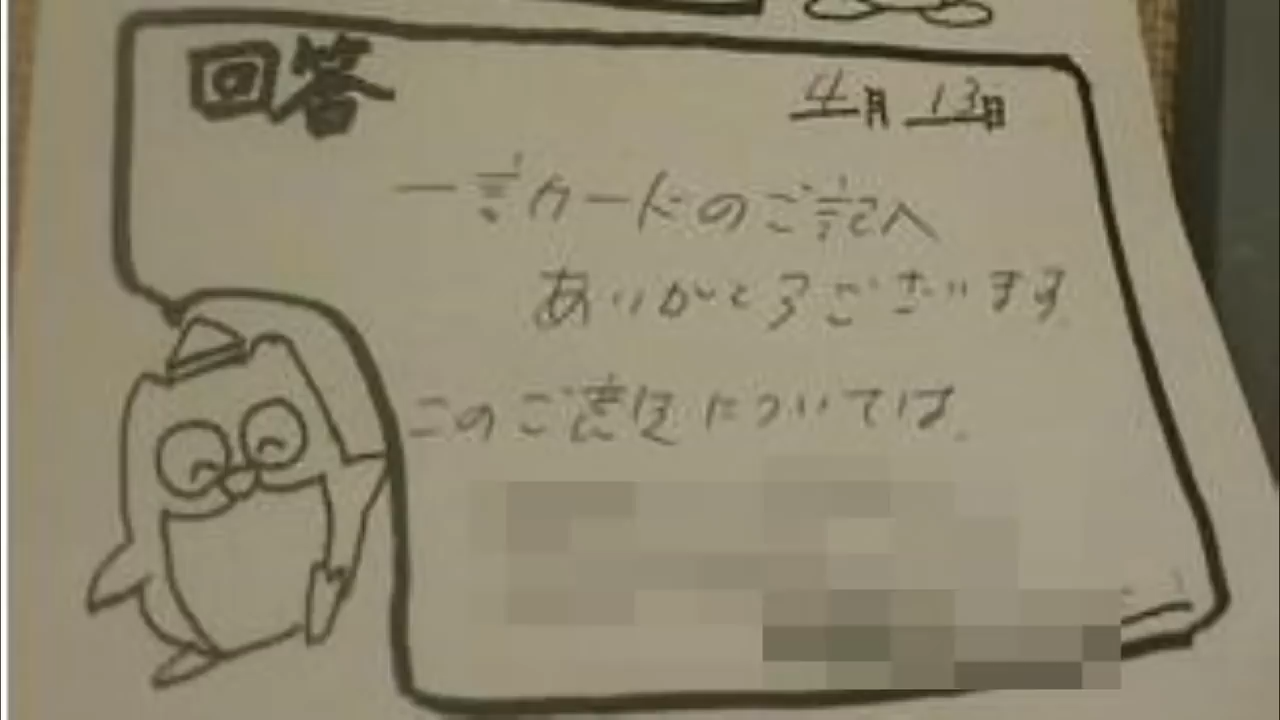 回答
4月 13日
一言カードのご記入
ありがとうございます。
このご意見については、